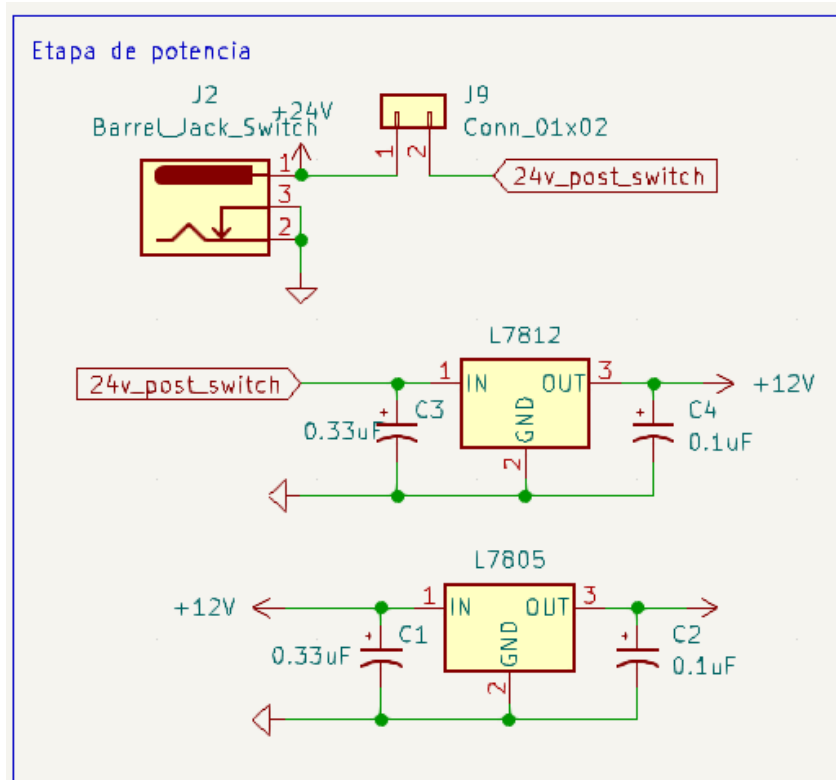 Etapa de potencia
J2
+24V
Barrel_Jack_Switch
1
3
2
J9
Conn_01x02
1
2
24v_post_switch
L7812
24v_post_switch
1
IN
OUT
3
+12V
+
C3
0.33uF
GND
2
+
C4
0.1uF
L7805
+12V
1
IN
OUT
3
+
C1
0.33uF
GND
2
+
C2
0.1uF